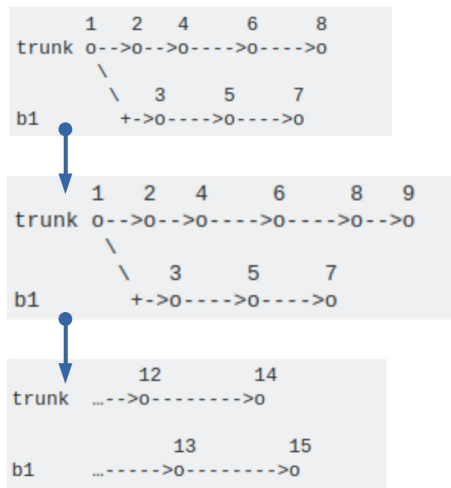 1 2 4 6 8
trunk o-->o-->o---->o---->o
\
\ 3 5 7
b1 +->o---->o---->o
1 2 4 6 8 9
trunk o-->o-->o---->o---->o-->o
\
\ 3 5 7
b1 +->o---->o---->o
12 14
trunk …-->o-------->o
13 15
b1 …----->o-------->o